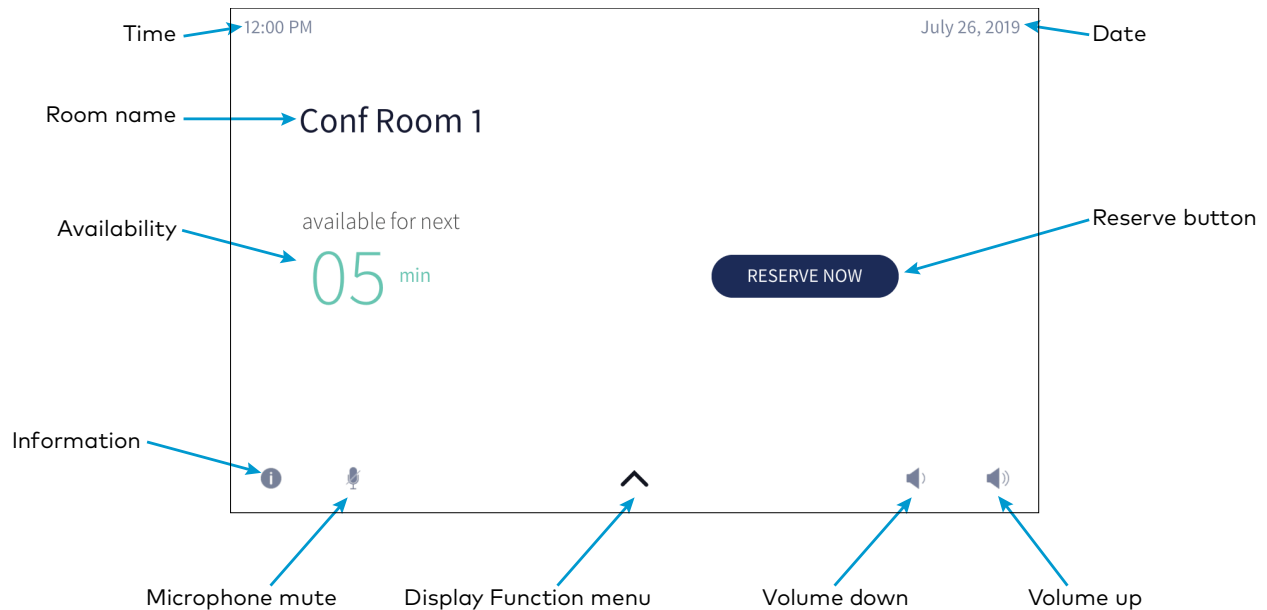 Time
12:00 PM
July 26, 2019
Date
Room name
Conf Room 1
Availability
available for next
05 min
Reserve button
RESERVE NOW
Information
i
Microphone mute
Display Function menu
Volume down
Volume up